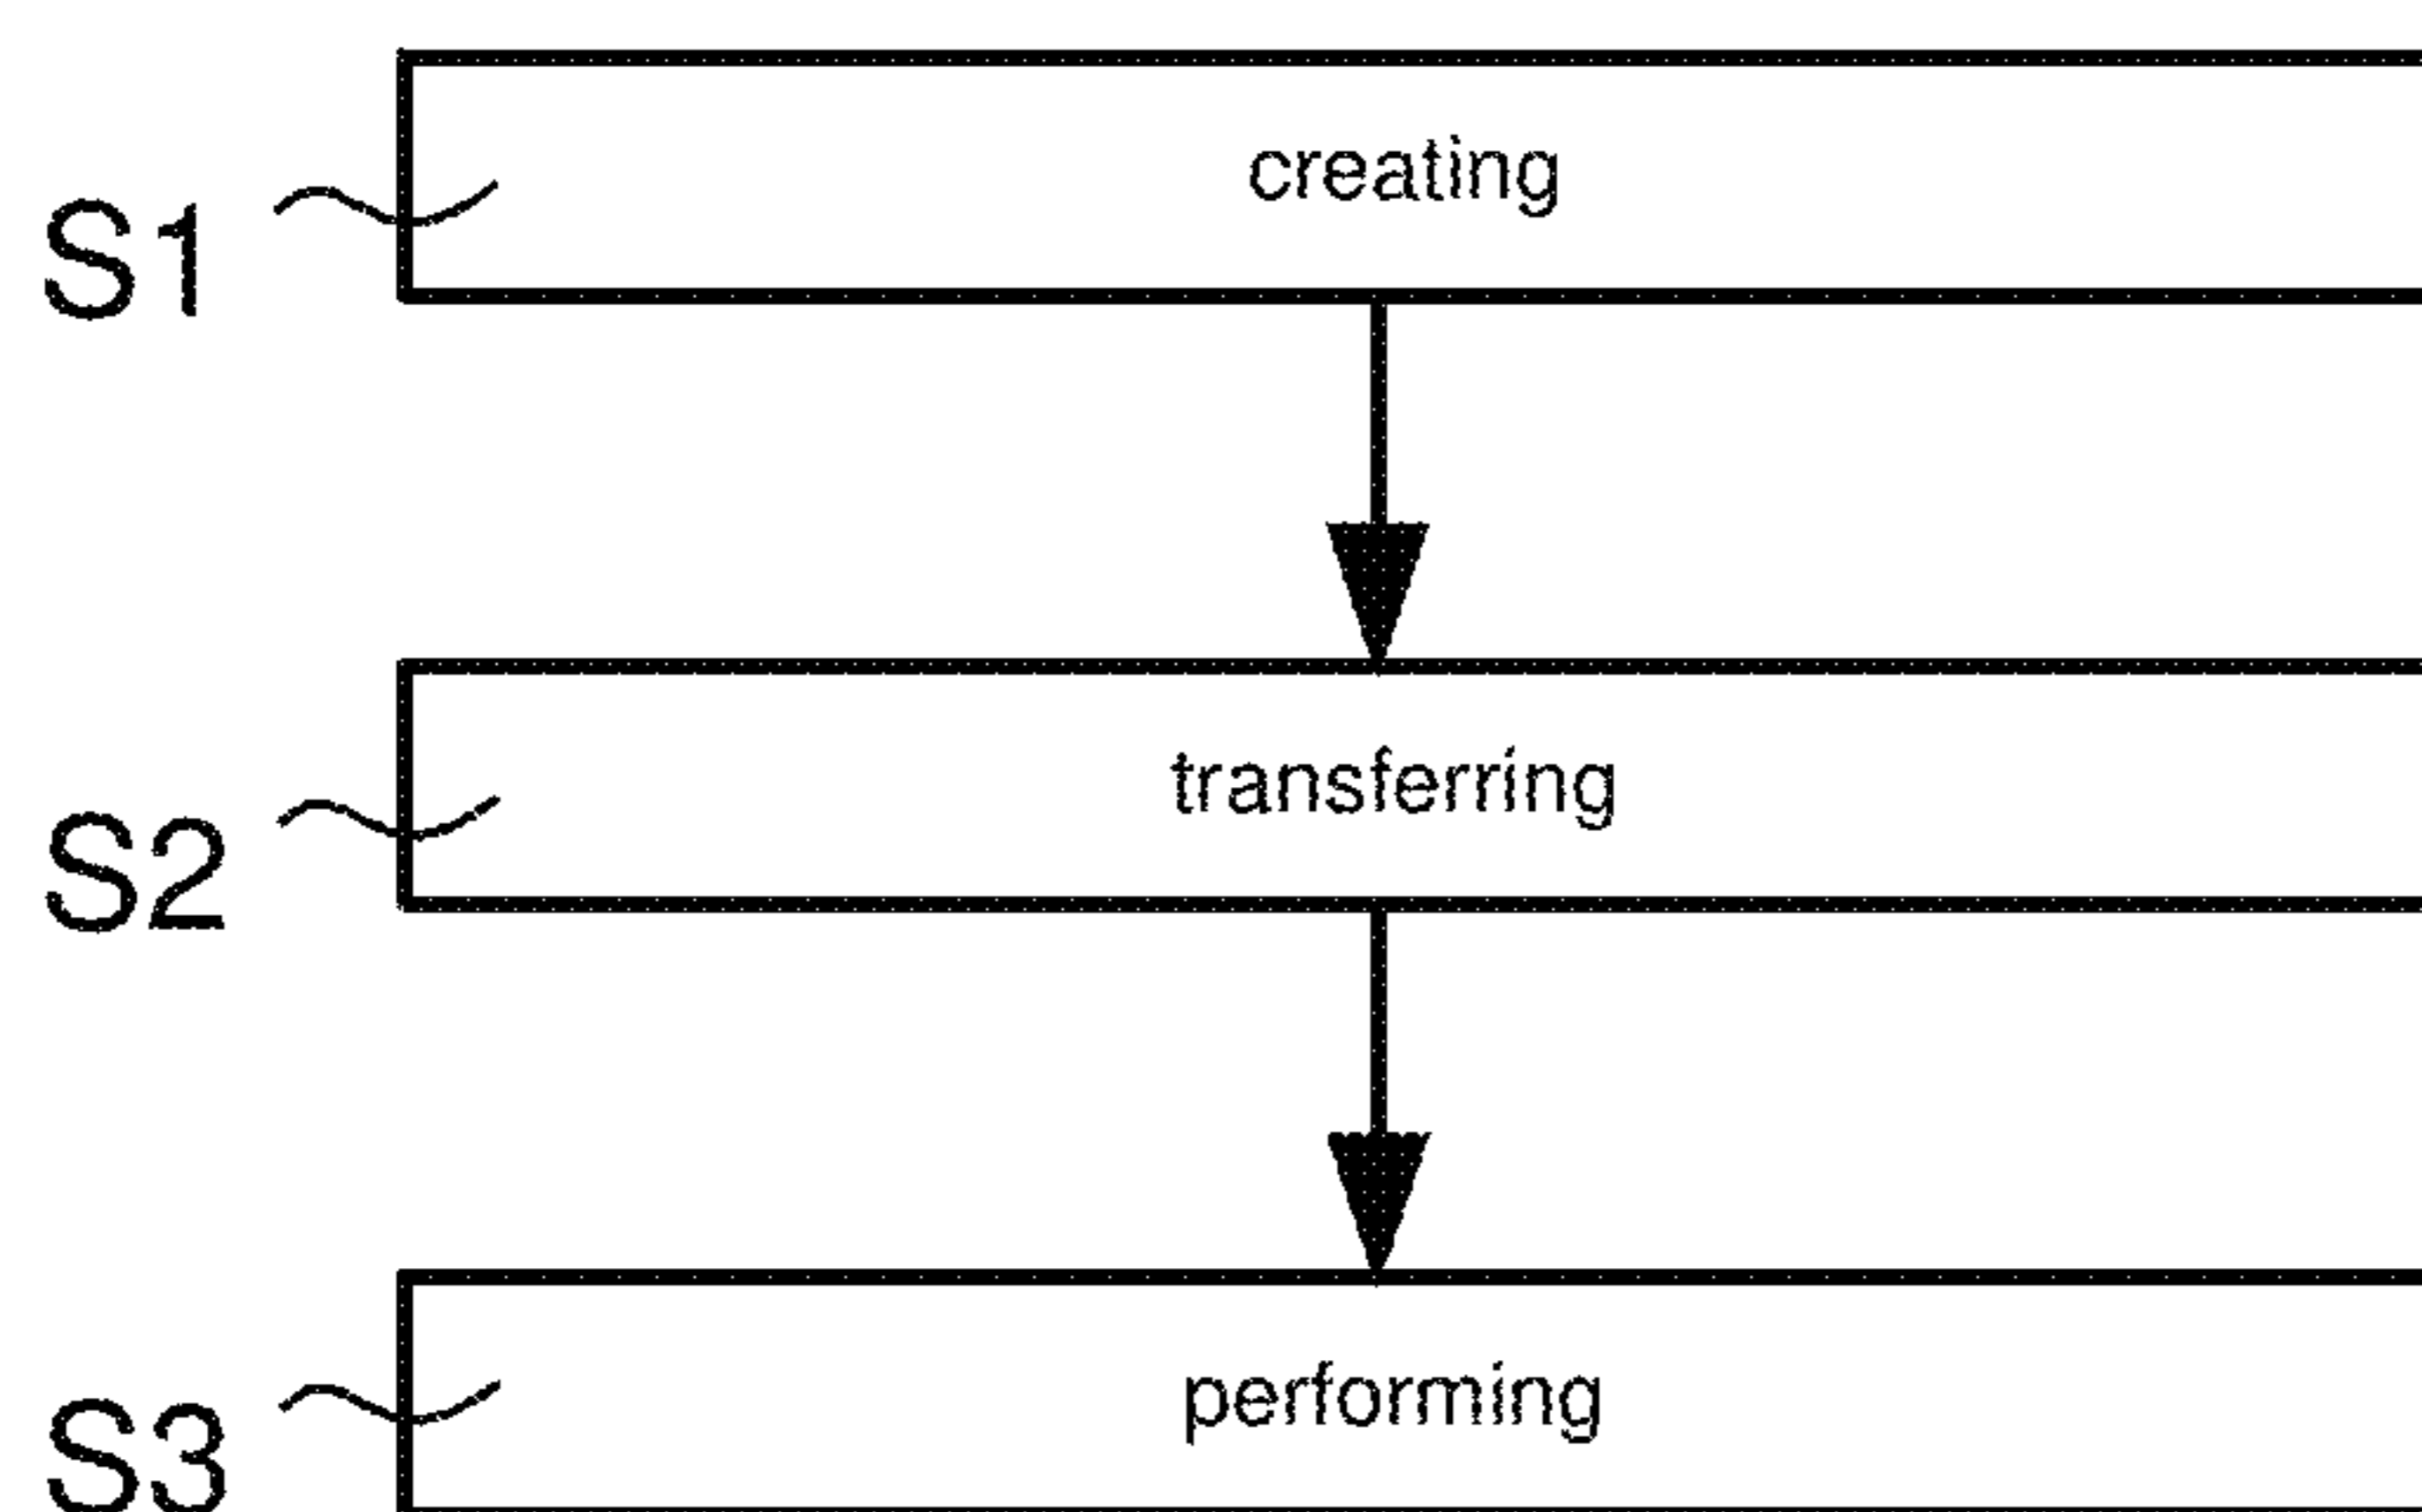 creating
S1
transferring
S2
performing
S3